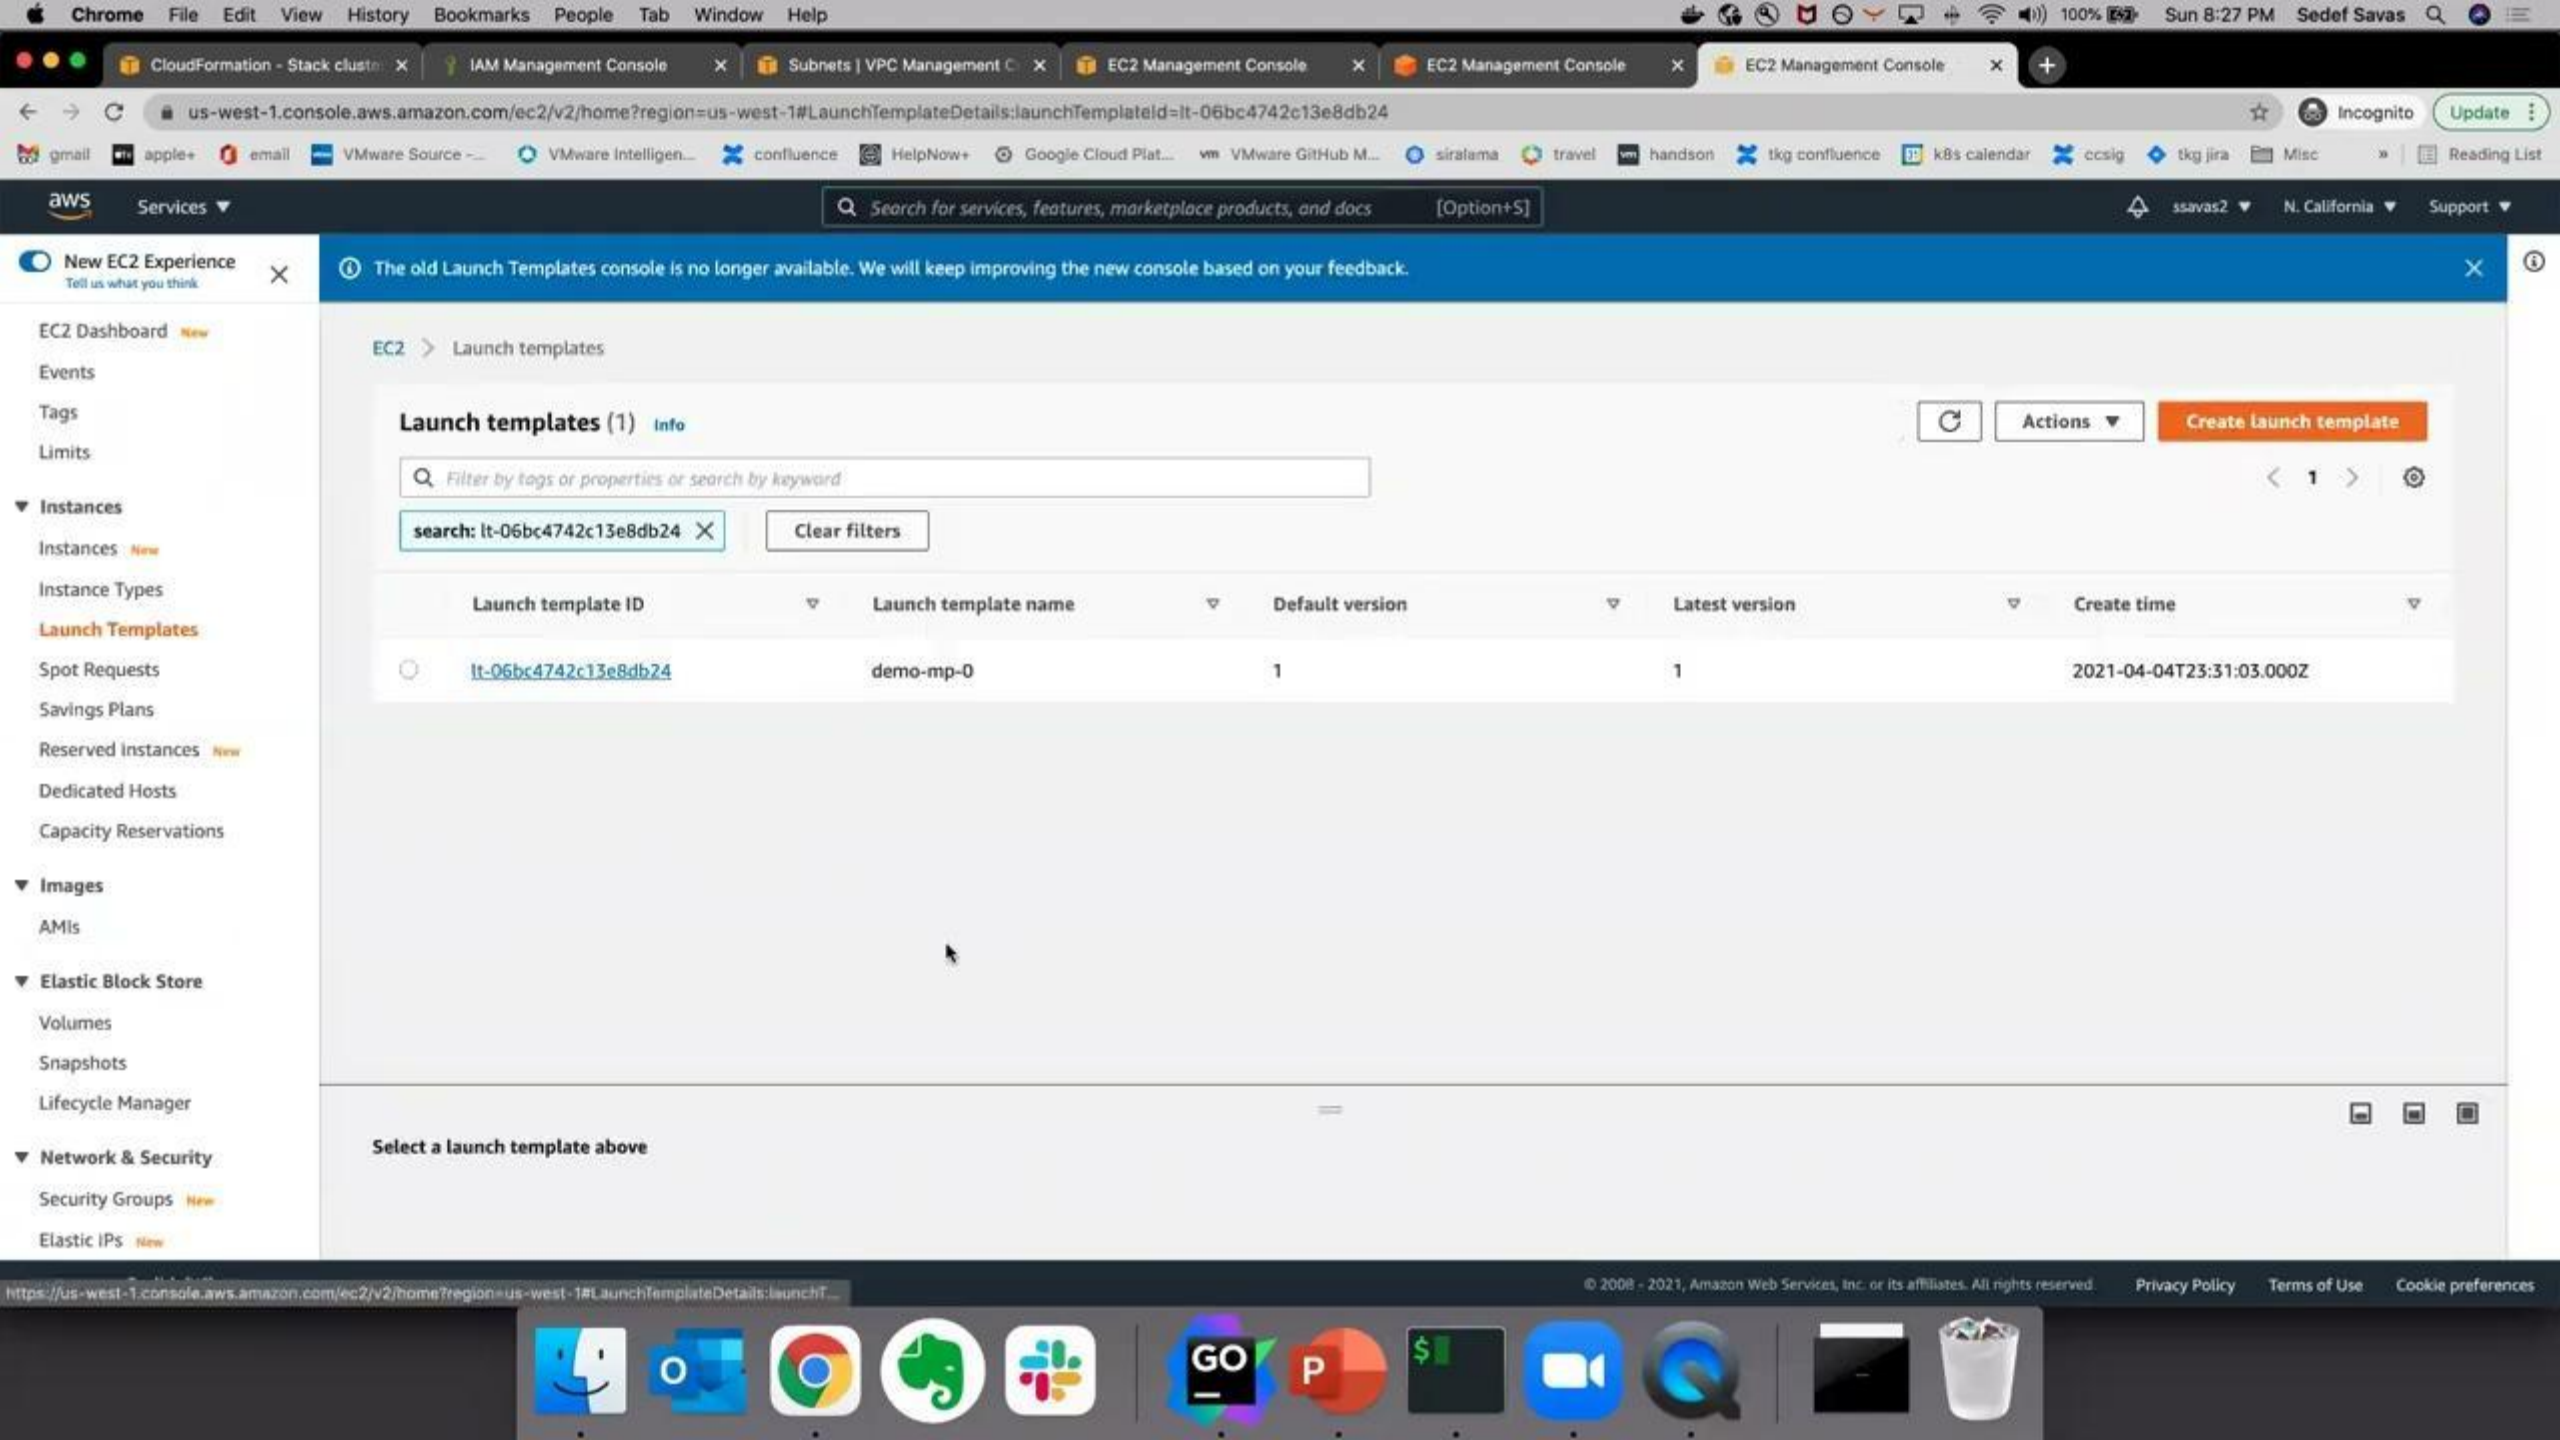 Chrome File Edit View History Bookmarks People Tab Window Help 100% Sun 8:27 PM Sedef Savas
CloudFormation - Stack cluste IAM Management Console Subnets | VPC Management C EC2 Management Console EC2 Management Console EC2 Management Console
us-west-1.console.aws.amazon.com/ec2/v2/home?region=us-west-1#LaunchTemplateDetails:launchTemplateId=lt-06bc4742c13e8db24 Incognito Update
gmail apple+ email VMware Source -... VMware Intelligen... confluence HelpNow+ Google Cloud Plat... VMware GitHub M... siralama travel handson tkg confluence k8s calendar ccsig tkg jira Misc » Reading List
aws Services Search for services, features, marketplace products, and docs [Option+S] ssavas2 N. California Support
New EC2 Experience
Tell us what you think
The old Launch Templates console is no longer available. We will keep improving the new console based on your feedback.
EC2 Dashboard New
Events
Tags
Limits
Instances
Instances New
Instance Types
Launch Templates
Spot Requests
Savings Plans
Reserved Instances New
Dedicated Hosts
Capacity Reservations
Images
AMIs
Elastic Block Store
Volumes
Snapshots
Lifecycle Manager
Network & Security
Security Groups New
Elastic IPs New
EC2 > Launch templates
Launch templates (1) Info
Actions Create launch template
Filter by tags or properties or search by keyword
1
search: lt-06bc4742c13e8db24 Clear filters
Launch template ID Launch template name Default version Latest version Create time
lt-06bc4742c13e8db24 demo-mp-0 1 1 2021-04-04T23:31:03.000Z
Select a launch template above
https://us-west-1.console.aws.amazon.com/ec2/v2/home?region=us-west-1#LaunchTemplateDetails:launchT...
© 2008 - 2021, Amazon Web Services, Inc. or its affiliates. All rights reserved. Privacy Policy Terms of Use Cookie preferences
GO
P
$